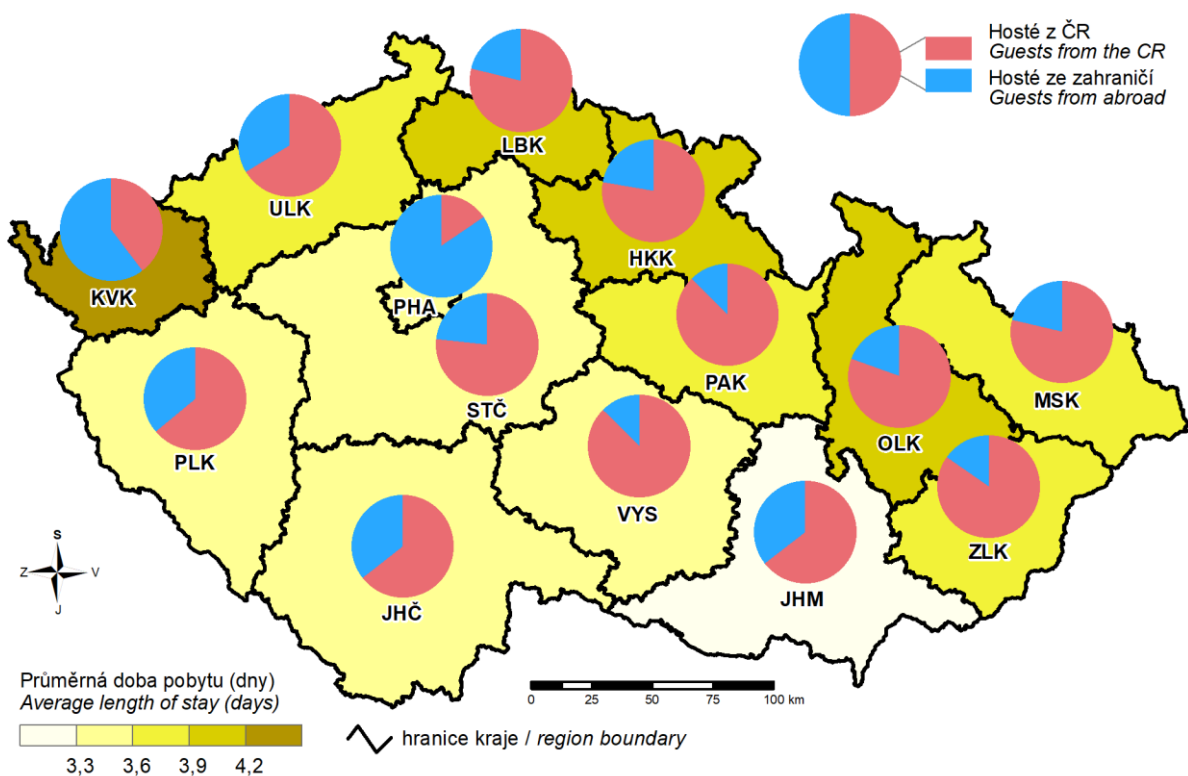 Hosté z ČR
Guests from the CR
Hosté ze zahraničí
Guests from abroad
LBK
ULK
HKK
KVK
PHA
PAK
MSK
STČ
OLK
PLK
VYS
ZLK
JHČ
JHM
S
Z V
J
Průměrná doba pobytu (dny)
Average length of stay (days)
3,3 3,6 3,9 4,2
hranice kraje / region boundary
0 25 50 75 100 km